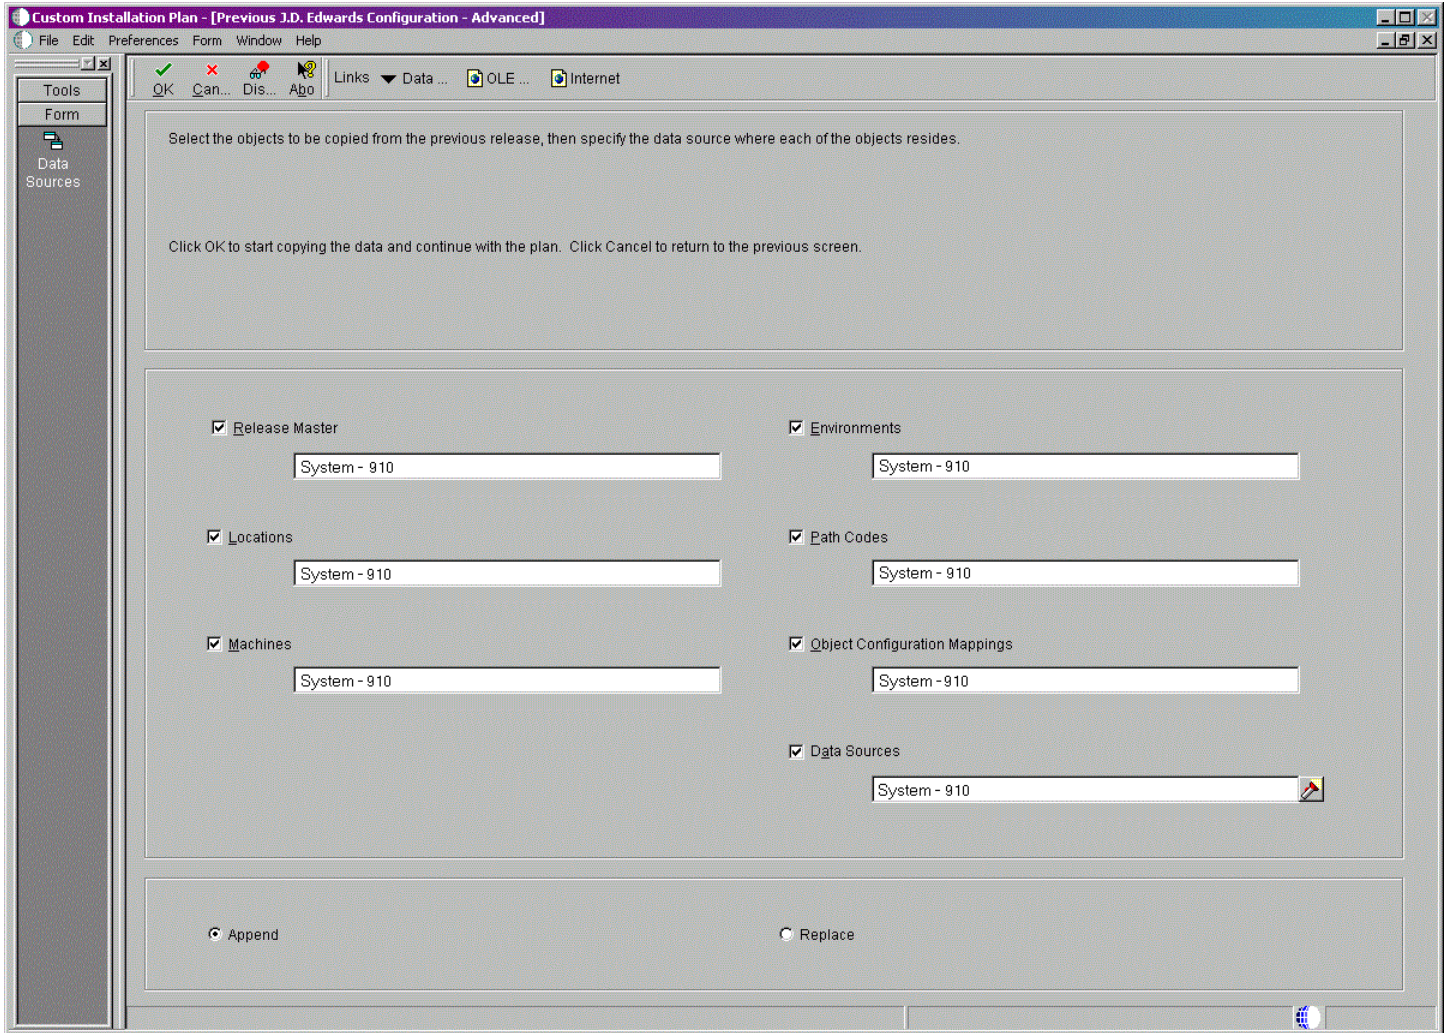 Custom Installation Plan - [Previous J.D. Edwards Configuration - Advanced]
File Edit Preferences Form Window Help
Tools
Form
Data
Sources
OK Can... Dis... Abo Links Data ... OLE ... Internet
Select the objects to be copied from the previous release, then specify the data source where each of the objects resides.
Click OK to start copying the data and continue with the plan. Click Cancel to return to the previous screen.
Release Master
System - 910
Environments
System - 910
Locations
System - 910
Path Codes
System - 910
Machines
System - 910
Object Configuration Mappings
System - 910
Data Sources
System - 910
Append
Replace